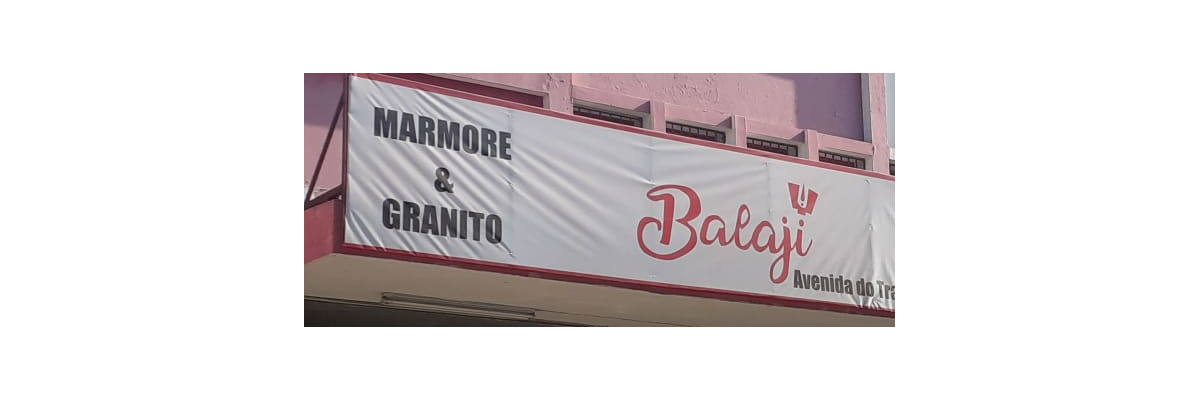 MARMORE
&
GRANITO
Balaji
Avenida do